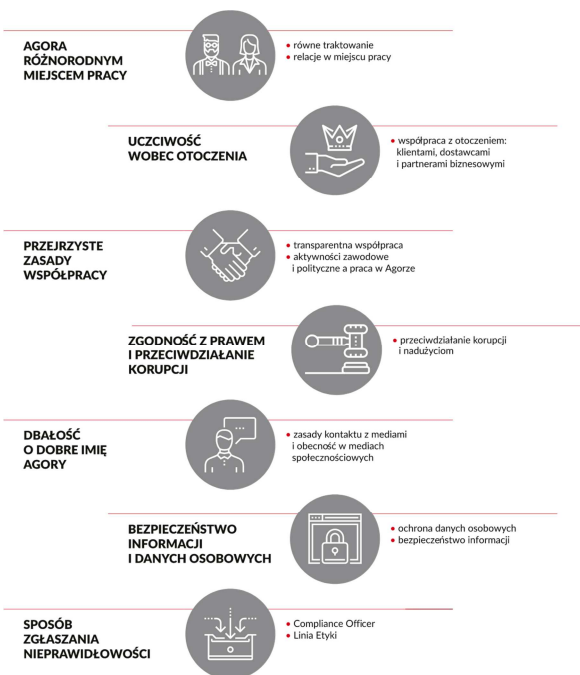 AGORA
RÓŻNORODNYM
MIEJSCEM PRACY
• równe traktowanie
• relacje w miejscu pracy
UCZCIWOŚĆ
WOBEC OTOCZENIA
• współpraca z otoczeniem:
klientami, dostawcami
i partnerami biznesowymi
PRZEJRZYSTE
ZASADY
WSPÓŁPRACY
• transparentna współpraca
• aktywności zawodowe
i polityczne a praca w Agorze
ZGODNOŚĆ Z PRAWEM
I PRZECIWDZIAŁANIE
KORUPCJI
• przeciwdziałanie korupcji
i nadużyciom
DBAŁOŚĆ
O DOBRE IMIĘ
AGORY
• zasady kontaktu z mediami
i obecność w mediach
społecznościowych
BEZPIECZEŃSTWO
INFORMACJI
I DANYCH OSOBOWYCH
• ochrona danych osobowych
• bezpieczeństwo informacji
SPOSÓB
ZGŁASZANIA
NIEPRAWIDŁOWOŚCI
• Compliance Officer
• Linia Etyki